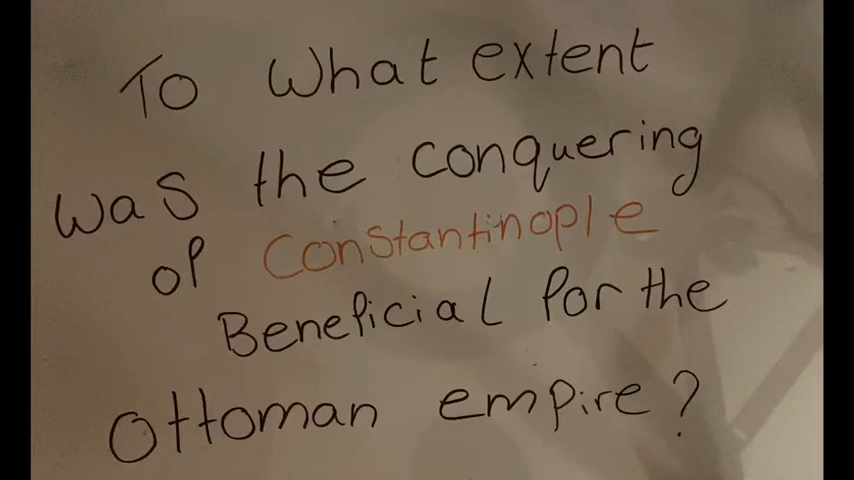 To What extent
was the conquering
of Constantinople
Beneficial for the
Ottoman empire?